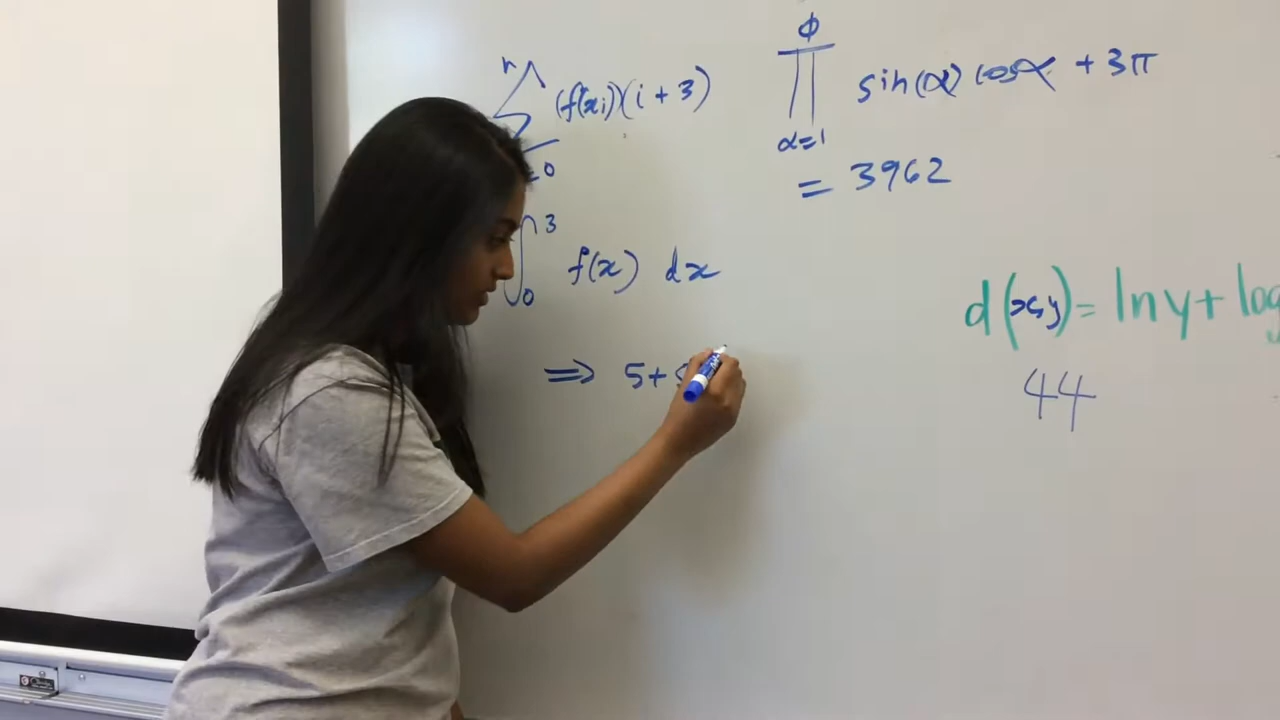 n
∑ (f(xi)(i + 3)
= 0
∫ 3 0 f(x) dx
⇒ 5+
ϕ
∏ sin(α) cosα + 3π
α=1
= 3962
d(x,y) = ln y + log
44